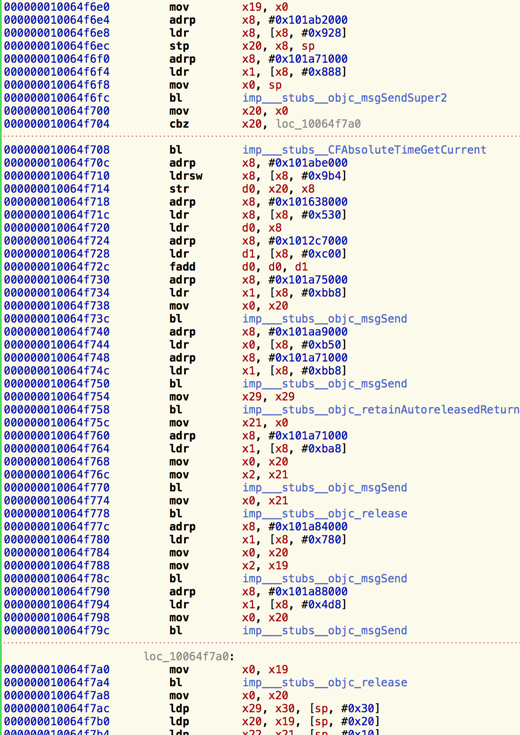 000000010064f6e0 mov x19, x0
000000010064f6e4 adrp x8, #0x101ab2000
000000010064f6e8 ldr x8, [x8, #0x928]
000000010064f6ec stp x20, x8, sp
000000010064f6f0 adrp x8, #0x101a71000
000000010064f6f4 ldr x1, [x8, #0x888]
000000010064f6f8 mov x0, sp
000000010064f6fc bl imp___stubs__objc_msgSendSuper2
000000010064f700 mov x20, x0
000000010064f704 cbz x20, loc_10064f7a0
000000010064f708 bl imp___stubs__CFAbsoluteTimeGetCurrent
000000010064f70c adrp x8, #0x101abe000
000000010064f710 ldrsw x8, [x8, #0x9b4]
000000010064f714 str d0, x20, x8
000000010064f718 adrp x8, #0x101638000
000000010064f71c ldr x8, [x8, #0x530]
000000010064f720 ldr d0, x8
000000010064f724 adrp x8, #0x1012c7000
000000010064f728 ldr d1, [x8, #0xc00]
000000010064f72c fadd d0, d0, d1
000000010064f730 adrp x8, #0x101a75000
000000010064f734 ldr x1, [x8, #0xbb8]
000000010064f738 mov x0, x20
000000010064f73c bl imp___stubs__objc_msgSend
000000010064f740 adrp x8, #0x101aa9000
000000010064f744 ldr x0, [x8, #0xb50]
000000010064f748 adrp x8, #0x101a71000
000000010064f74c ldr x1, [x8, #0xbb8]
000000010064f750 bl imp___stubs__objc_msgSend
000000010064f754 mov x29, x29
000000010064f758 bl imp___stubs__objc_retainAutoreleasedReturn
000000010064f75c mov x21, x0
000000010064f760 adrp x8, #0x101a71000
000000010064f764 ldr x1, [x8, #0xba8]
000000010064f768 mov x0, x20
000000010064f76c mov x2, x21
000000010064f770 bl imp___stubs__objc_msgSend
000000010064f774 mov x0, x21
000000010064f778 bl imp___stubs__objc_release
000000010064f77c adrp x8, #0x101a84000
000000010064f780 ldr x1, [x8, #0x780]
000000010064f784 mov x0, x20
000000010064f788 mov x2, x19
000000010064f78c bl imp___stubs__objc_msgSend
000000010064f790 adrp x8, #0x101a88000
000000010064f794 ldr x1, [x8, #0x4d8]
000000010064f798 mov x0, x20
000000010064f79c bl imp___stubs__objc_msgSend
loc_10064f7a0:
000000010064f7a0 mov x0, x19
000000010064f7a4 bl imp___stubs__objc_release
000000010064f7a8 mov x0, x20
000000010064f7ac ldp x29, x30, [sp, #0x30]
000000010064f7b0 ldp x20, x19, [sp, #0x20]
000000010064f7b4 ldp x22, x21, [sp, #0x10]